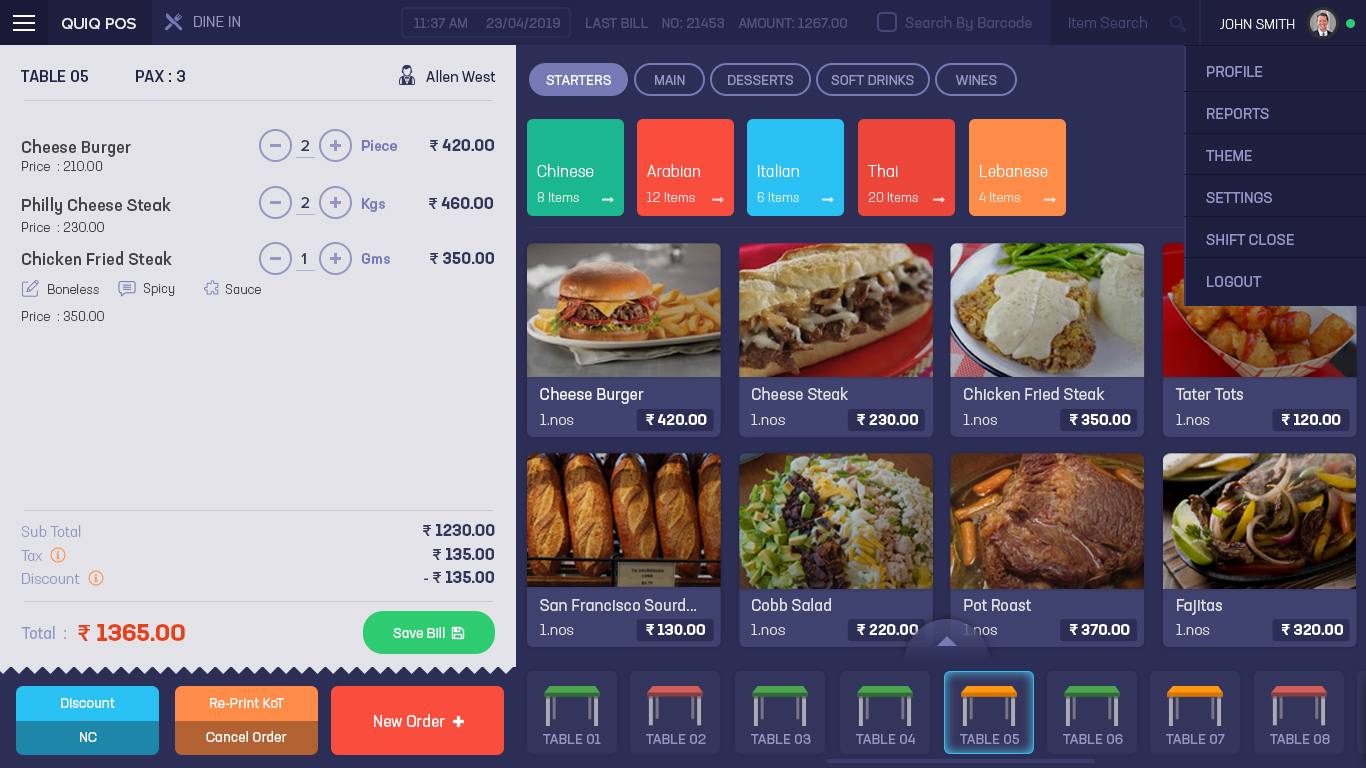 QUIQ POS
DINE IN
11:37 AM 23/04/2019
LAST BILL NO: 21453 AMOUNT: 1267.00
Search By Barcode
Item Search
JOHN SMITH
PROFILE
REPORTS
THEME
SETTINGS
SHIFT CLOSE
LOGOUT
TABLE 05 PAX : 3 Allen West
Cheese Burger 2 Piece ₹ 420.00
Price : 210.00
Philly Cheese Steak 2 Kgs ₹ 460.00
Price : 230.00
Chicken Fried Steak 1 Gms ₹ 350.00
Boneless Spicy Sauce
Price : 350.00
Sub Total ₹ 1230.00
Tax ₹ 135.00
Discount - ₹ 135.00
Total : ₹ 1365.00
Save Bill
Discount
NC
Re-Print KoT
Cancel Order
New Order
STARTERS MAIN DESSERTS SOFT DRINKS WINES
Chinese
8 Items
Arabian
12 Items
Italian
6 Items
Thai
20 Items
Lebanese
4 Items
Cheese Burger
1.nos ₹ 420.00
Cheese Steak
1.nos ₹ 230.00
Chicken Fried Steak
1.nos ₹ 350.00
Tater Tots
1.nos ₹ 120.00
San Francisco Sourd...
1.nos ₹ 130.00
Cobb Salad
1.nos ₹ 220.00
Pot Roast
1.nos ₹ 370.00
Fajitas
1.nos ₹ 320.00
TABLE 01 TABLE 02 TABLE 03 TABLE 04 TABLE 05 TABLE 06 TABLE 07 TABLE 08